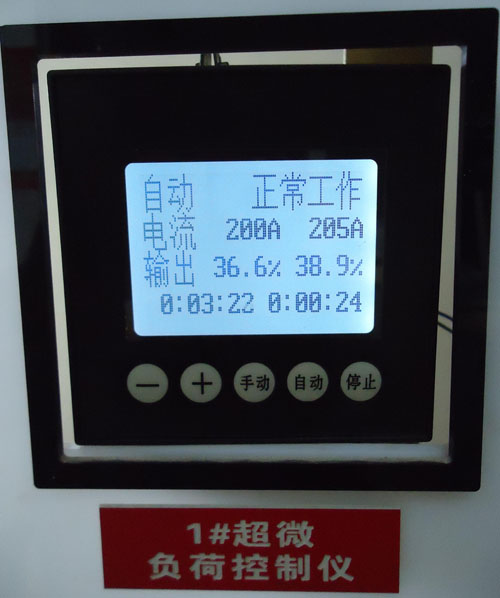 自动 正常工作
电流 200A 205A
输出 36.6% 38.9%
0:03:22 0:00:24
− + 手动 自动 停止
1#超微
负荷控制仪